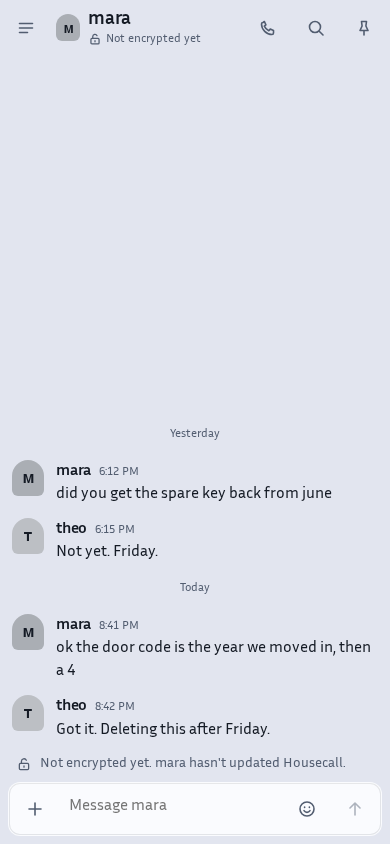 M
mara
Not encrypted yet
Yesterday
M
mara 6:12 PM
did you get the spare key back from june
T
theo 6:15 PM
Not yet. Friday.
Today
M
mara 8:41 PM
ok the door code is the year we moved in, then
a 4
T
theo 8:42 PM
Got it. Deleting this after Friday.
Not encrypted yet. mara hasn't updated Housecall.
Message mara